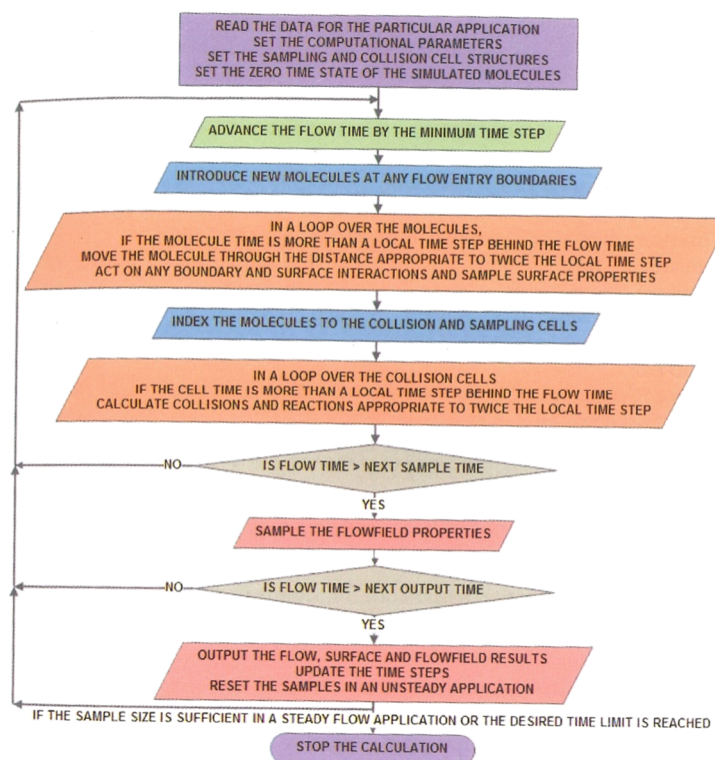 READ THE DATA FOR THE PARTICULAR APPLICATION
SET THE COMPUTATIONAL PARAMETERS
SET THE SAMPLING AND COLLISION CELL STRUCTURES
SET THE ZERO TIME STATE OF THE SIMULATED MOLECULES
ADVANCE THE FLOW TIME BY THE MINIMUM TIME STEP
INTRODUCE NEW MOLECULES AT ANY FLOW ENTRY BOUNDARIES
IN A LOOP OVER THE MOLECULES,
IF THE MOLECULE TIME IS MORE THAN A LOCAL TIME STEP BEHIND THE FLOW TIME
MOVE THE MOLECULE THROUGH THE DISTANCE APPROPRIATE TO TWICE THE LOCAL TIME STEP
ACT ON ANY BOUNDARY AND SURFACE INTERACTIONS AND SAMPLE SURFACE PROPERTIES
INDEX THE MOLECULES TO THE COLLISION AND SAMPLING CELLS
IN A LOOP OVER THE COLLISION CELLS
IF THE CELL TIME IS MORE THAN A LOCAL TIME STEP BEHIND THE FLOW TIME
CALCULATE COLLISIONS AND REACTIONS APPROPRIATE TO TWICE THE LOCAL TIME STEP
NO
IS FLOW TIME > NEXT SAMPLE TIME
YES
SAMPLE THE FLOWFIELD PROPERTIES
NO
IS FLOW TIME > NEXT OUTPUT TIME
YES
OUTPUT THE FLOW, SURFACE AND FLOWFIELD RESULTS
UPDATE THE TIME STEPS
RESET THE SAMPLES IN AN UNSTEADY APPLICATION
IF THE SAMPLE SIZE IS SUFFICIENT IN A STEADY FLOW APPLICATION OR THE DESIRED TIME LIMIT IS REACHED
STOP THE CALCULATION